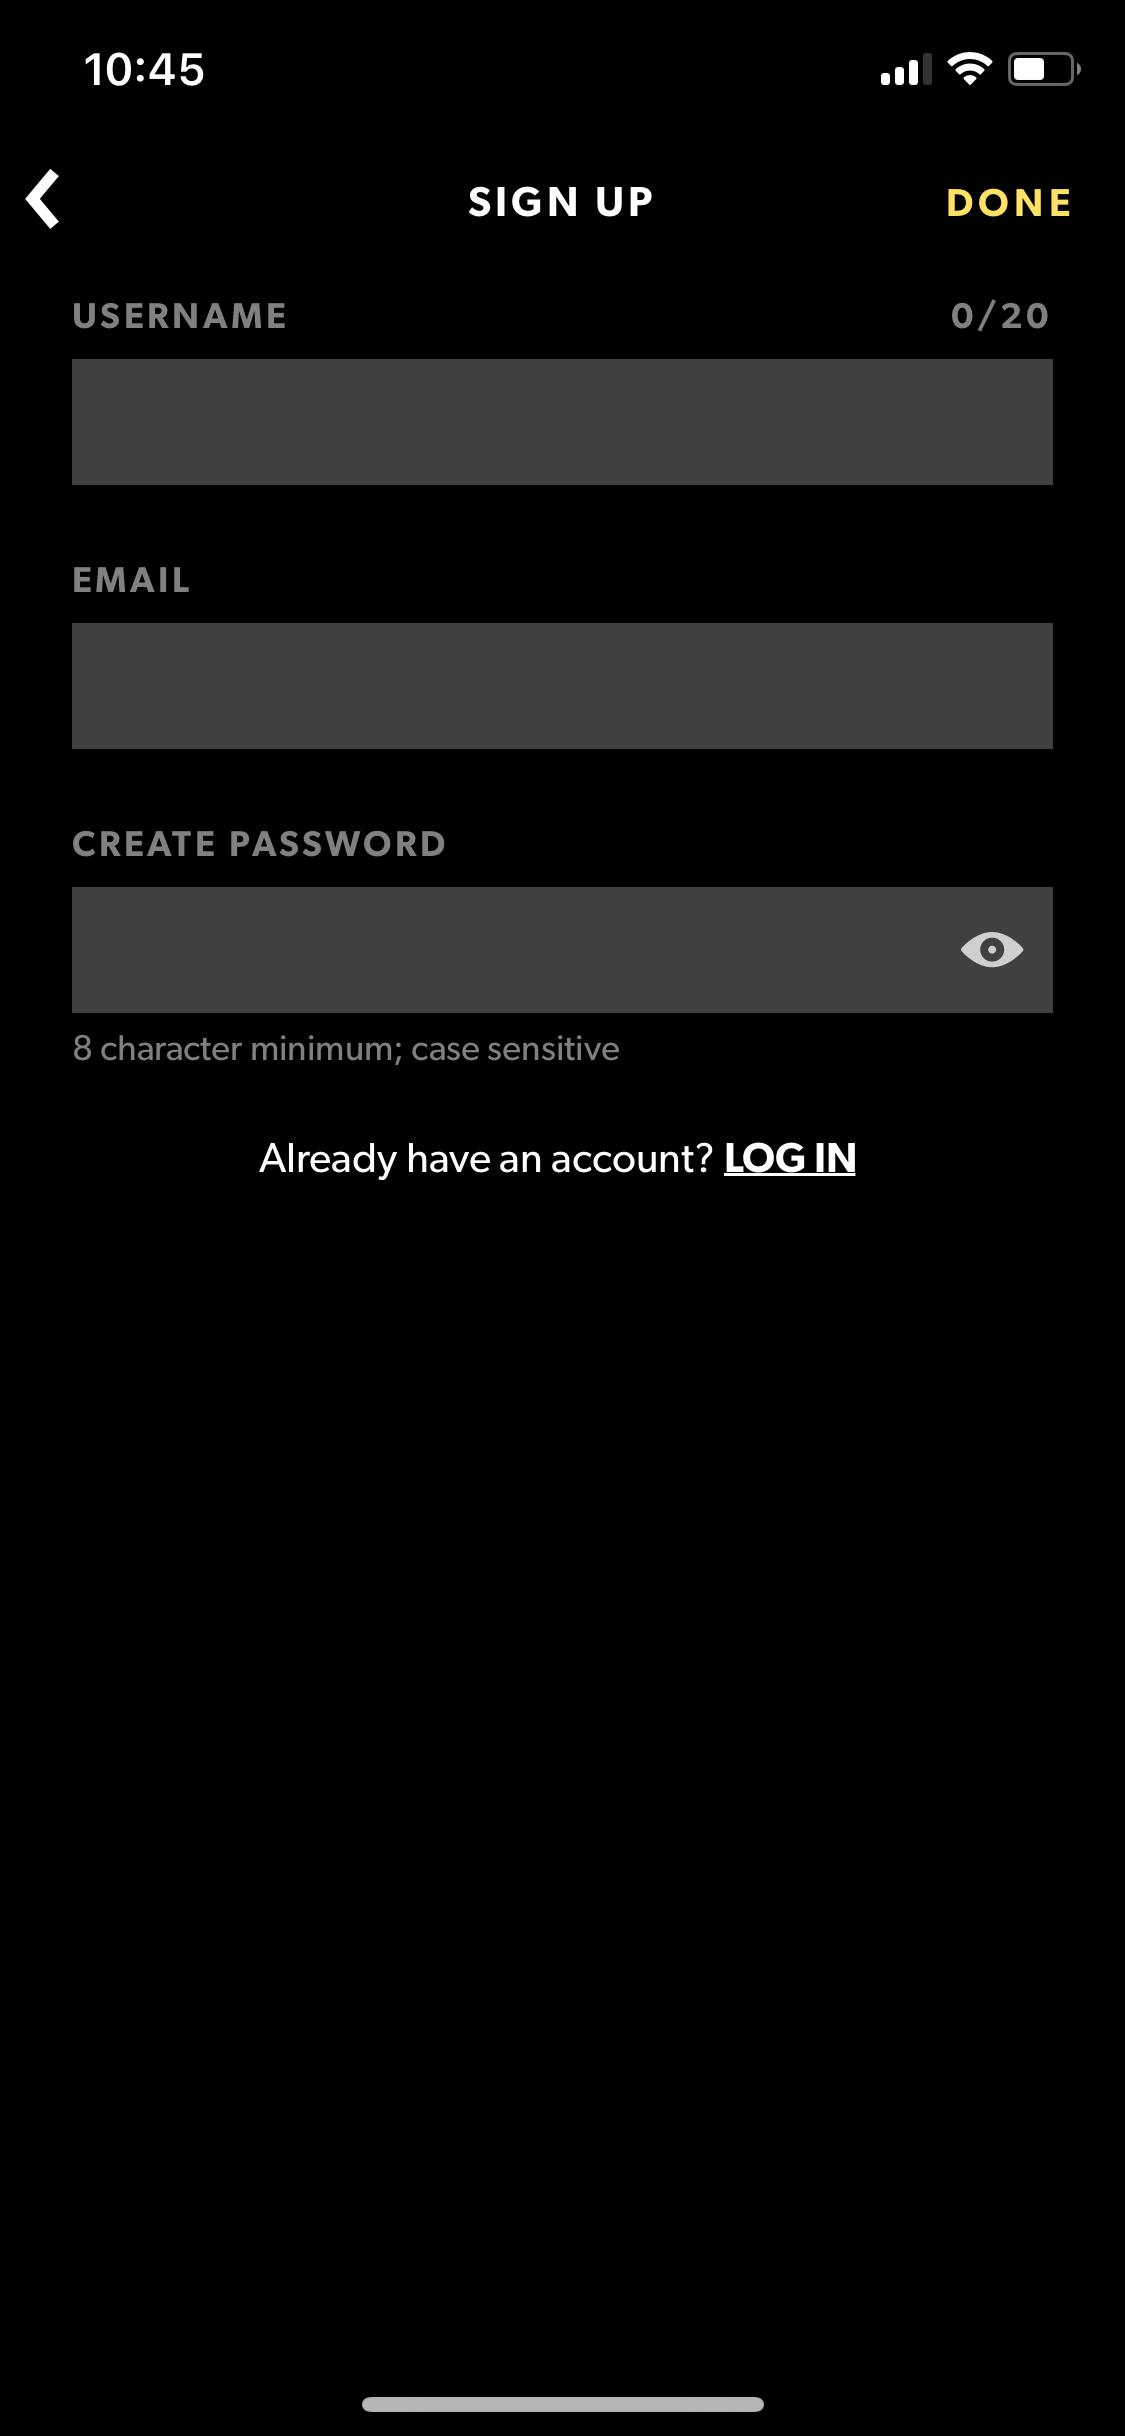 10:45
SIGN UP
DONE
USERNAME
0/20
EMAIL
CREATE PASSWORD
8 character minimum; case sensitive
Already have an account? LOG IN